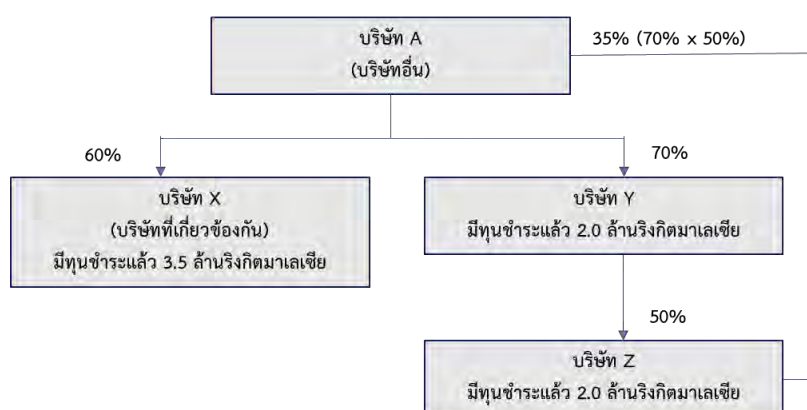 บริษัท A
(บริษัทอื่น)
35% (70% x 50%)
60%
70%
บริษัท X
(บริษัทที่เกี่ยวข้องกัน)
มีทุนชำระแล้ว 3.5 ล้านริงกิตมาเลเซีย
บริษัท Y
มีทุนชำระแล้ว 2.0 ล้านริงกิตมาเลเซีย
50%
บริษัท Z
มีทุนชำระแล้ว 2.0 ล้านริงกิตมาเลเซีย